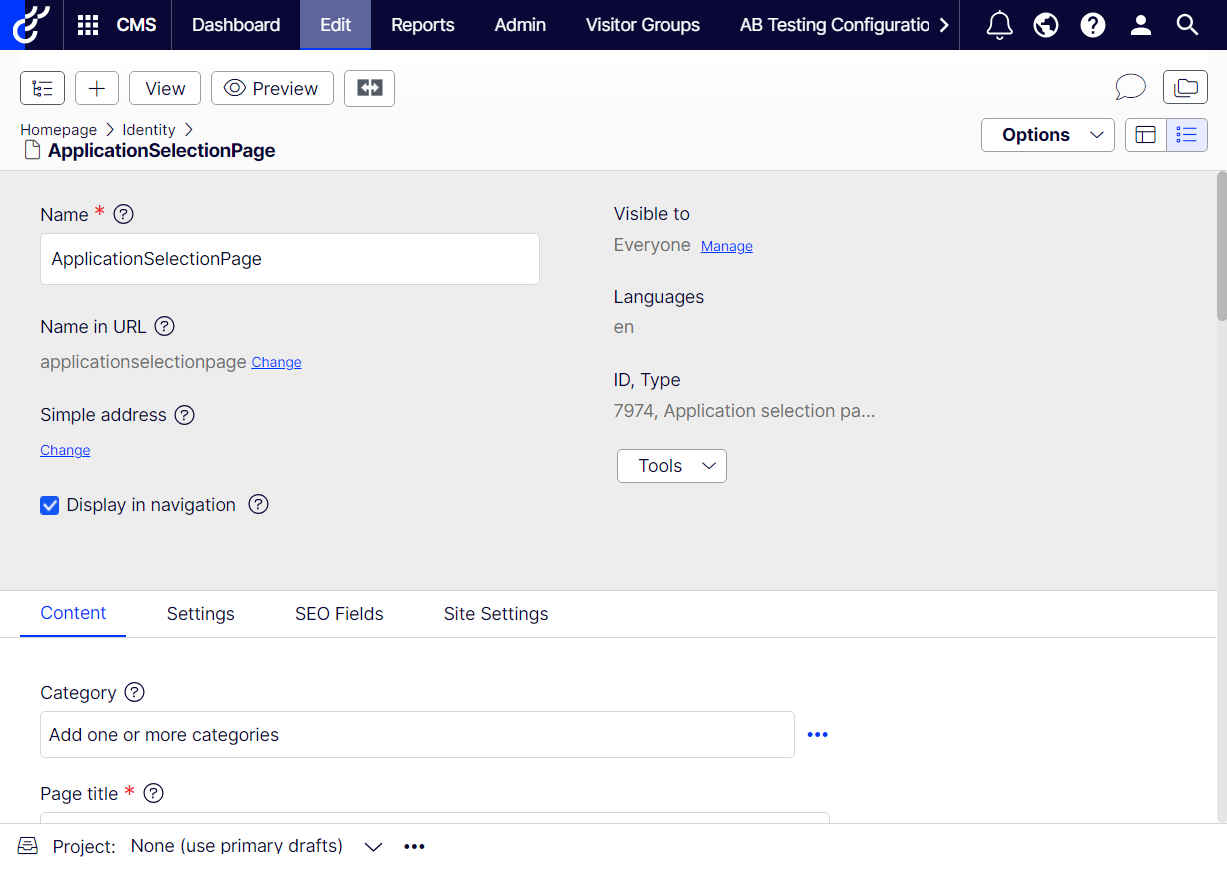 CMS Dashboard Edit Reports Admin Visitor Groups AB Testing Configuratio
View Preview
Homepage Identity
ApplicationSelectionPage
Options
Name *
ApplicationSelectionPage
Name in URL
applicationselectionpage Change
Simple address
Change
Display in navigation
Visible to
Everyone Manage
Languages
en
ID, Type
7974, Application selection pa...
Tools
Content Settings SEO Fields Site Settings
Category
Add one or more categories
Page title *
Project: None (use primary drafts)